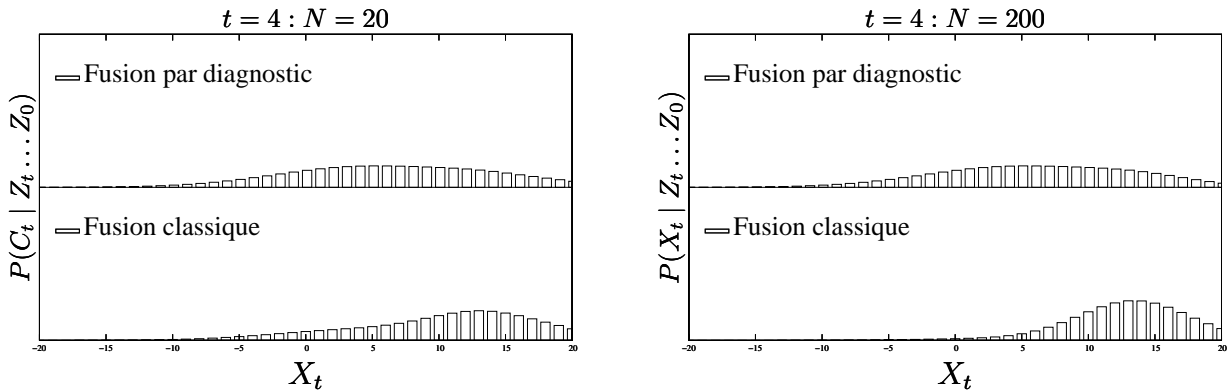 t = 4 : N = 20
P(C_t | Z_t .... Z_0)
Fusion par diagnostic
Fusion classique
−20 −15 −10 −5 0 5 10 15 20
X_t
t = 4 : N = 200
P(X_t | Z_t .... Z_0)
Fusion par diagnostic
Fusion classique
−20 −15 −10 −5 0 5 10 15 20
X_t